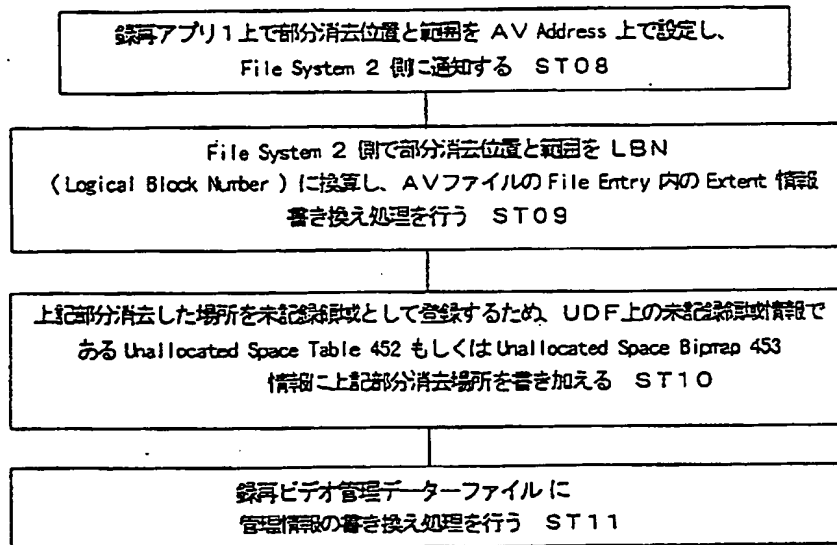 録再アプリ1上で部分消去位置と範囲を AV Address 上で設定し、
File System 2 側に通知する ST08
File System 2 側で部分消去位置と範囲を LBN
(Logical Block Number) に換算し、AVファイルの File Entry 内の Extent 情報
書き換え処理を行う ST09
上記部分消去した場所を未記録領域として登録するため、UDF上の未記録領域情報で
ある Unallocated Space Table 452 もしくは Unallocated Space Bipmap 453
情報に上記部分消去場所を書き加える ST10
録再ビデオ管理データーファイルに
管理情報の書き換え処理を行う ST11